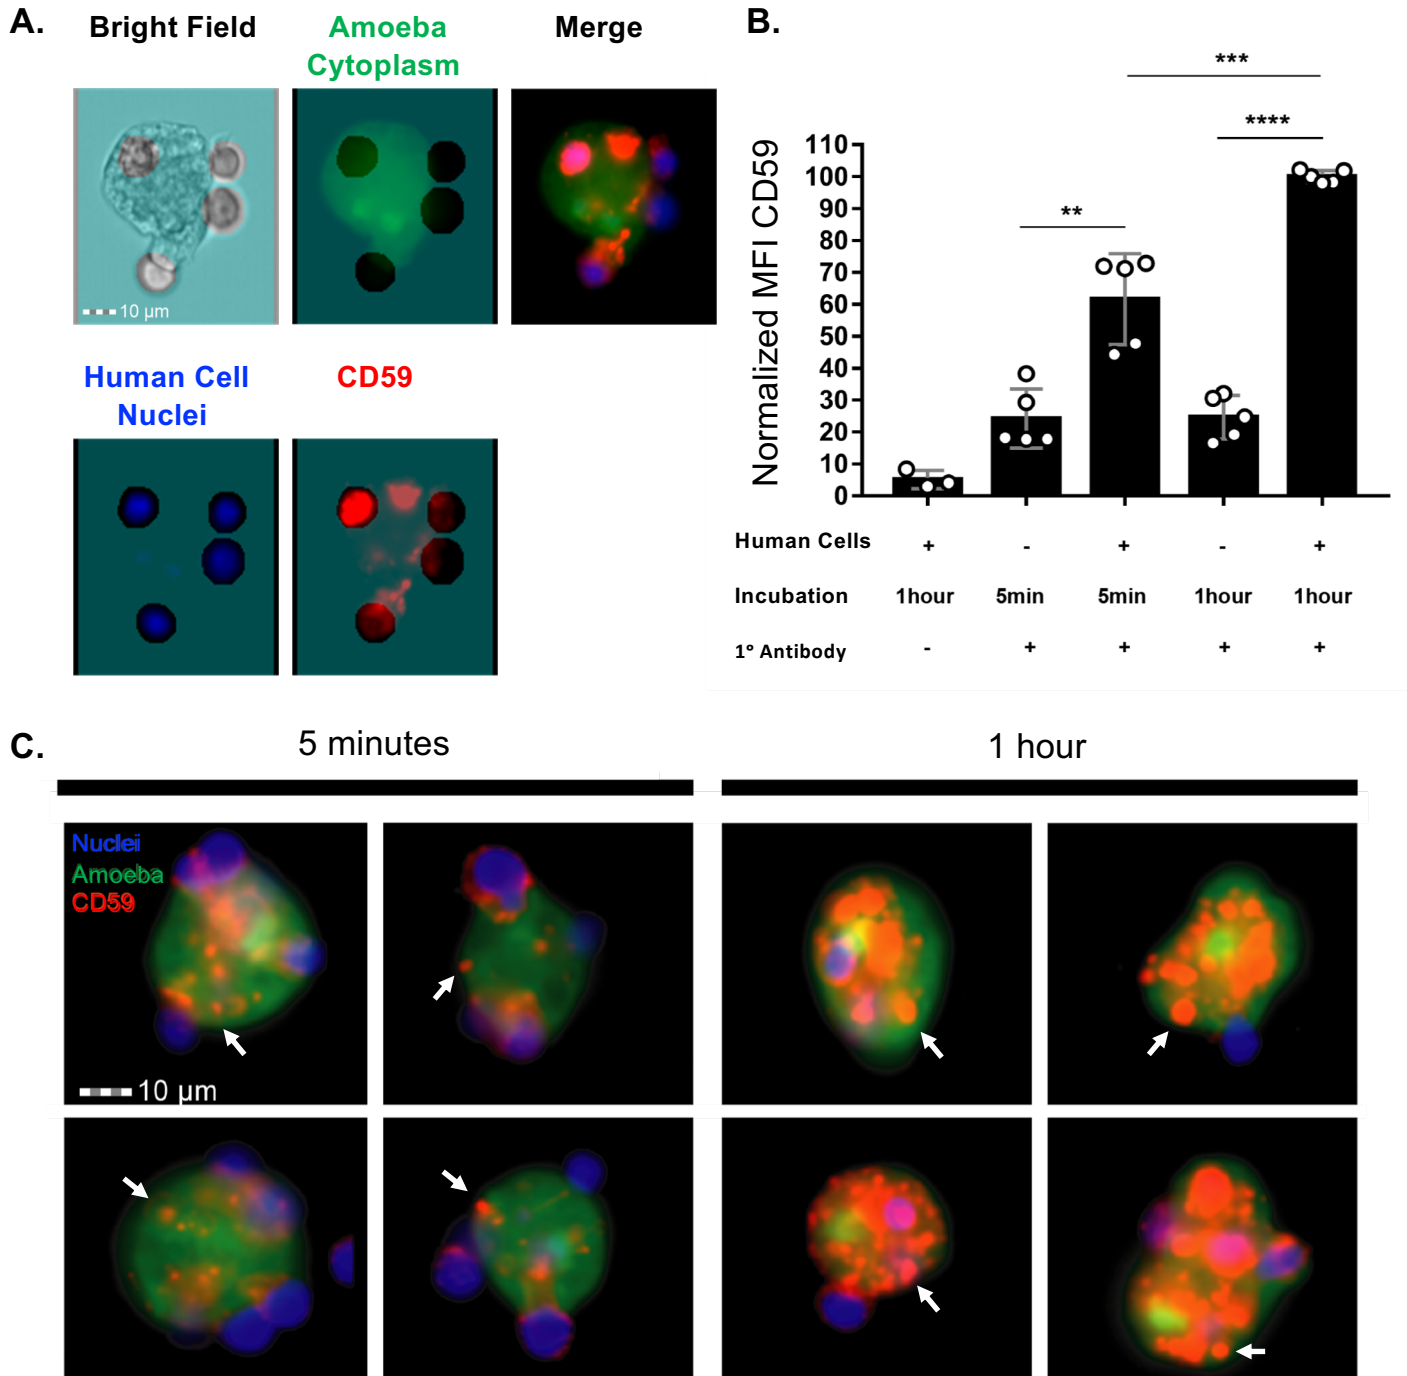 A.
Bright Field
Amoeba
Cytoplasm
Merge
10 µm
Human Cell
Nuclei
CD59
B.
***
****
**
Normalized MFI CD59
110
100
90
80
70
60
50
40
30
20
10
0
Human Cells + - + - +
Incubation 1hour 5min 5min 1hour 1hour
1° Antibody - + + + +
C.
5 minutes
1 hour
Nuclei
Amoeba
CD59
10 µm